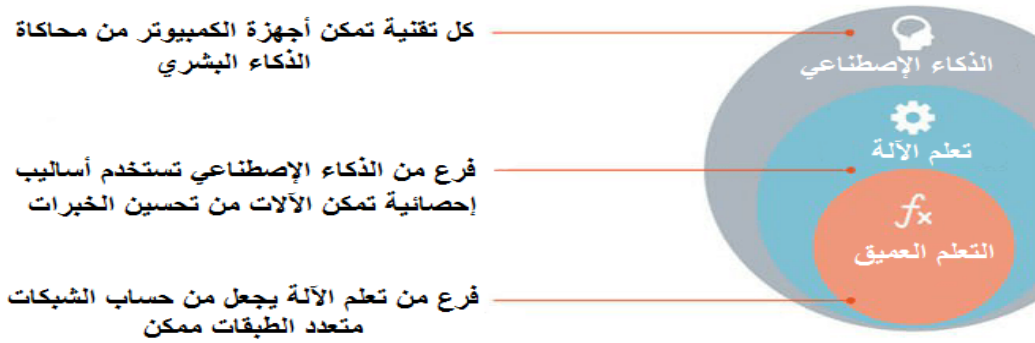 الذكاء الإصطناعي
كل تقنية تمكن أجهزة الكمبيوتر من محاكاة
الذكاء البشري
تعلم الآلة
فرع من الذكاء الإصطناعي تستخدم أساليب
إحصائية تمكن الآلات من تحسين الخبرات
fx
التعلم العميق
فرع من تعلم الآلة يجعل من حساب الشبكات
متعدد الطبقات ممكن